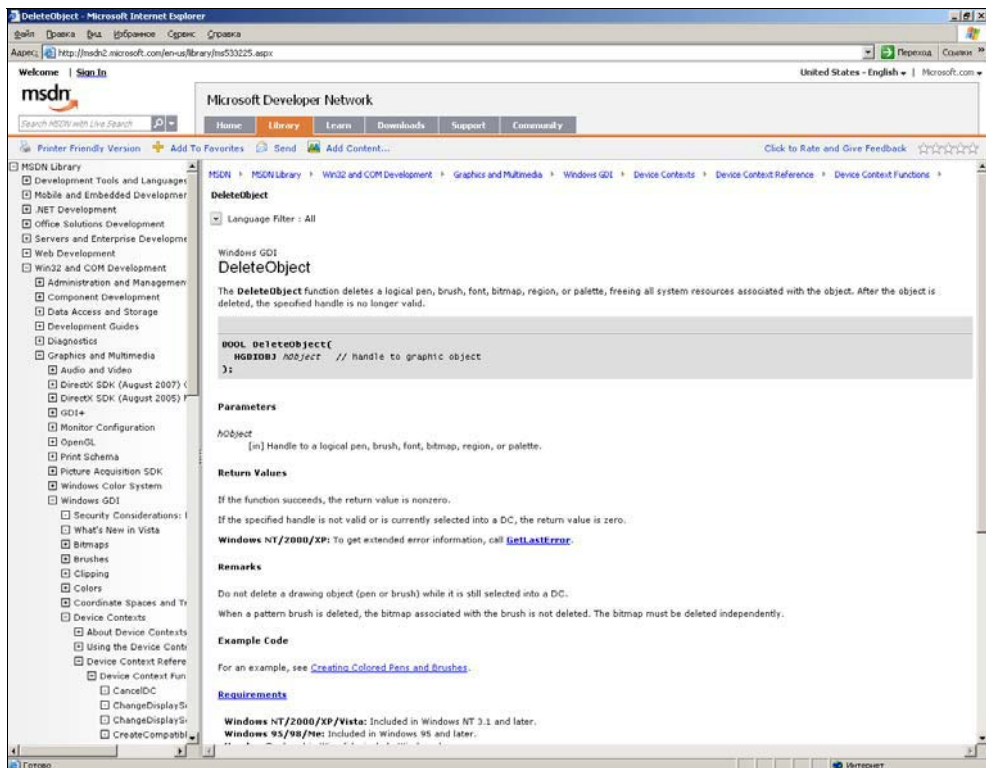 DeleteObject - Microsoft Internet Explorer
Файл Правка Вид Избранное Сервис Справка
Адрес: http://msdn2.microsoft.com/en-us/library/ms533225.aspx Переход Ссылки »
Welcome | Sign In United States - English | Microsoft.com
msdn
Microsoft Developer Network
Search MSDN with Live Search
Home Library Learn Downloads Support Community
Printer Friendly Version Add To Favorites Send Add Content... Click to Rate and Give Feedback
MSDN Library
Development Tools and Languages
Mobile and Embedded Developmer
.NET Development
Office Solutions Development
Servers and Enterprise Developme
Web Development
Win32 and COM Development
Administration and Managemen
Component Development
Data Access and Storage
Development Guides
Diagnostics
Graphics and Multimedia
Audio and Video
DirectX SDK (August 2007) (
DirectX SDK (August 2005)
GDI+
Monitor Configuration
OpenGL
Print Schema
Picture Acquisition SDK
Windows Color System
Windows GDI
Security Considerations:
What's New in Vista
Bitmaps
Brushes
Clipping
Colors
Coordinate Spaces and Tr
Device Contexts
About Device Contexts
Using the Device Conte
Device Context Refere
Device Context Fun
CancelDC
ChangeDisplaySe
ChangeDisplaySe
CreateCompatibl
MSDN MSDN Library Win32 and COM Development Graphics and Multimedia Windows GDI Device Contexts Device Context Reference Device Context Functions
DeleteObject
Language Filter : All
Windows GDI
DeleteObject
The DeleteObject function deletes a logical pen, brush, font, bitmap, region, or palette, freeing all system resources associated with the object. After the object is
deleted, the specified handle is no longer valid.
BOOL DeleteObject(
HGDIOBJ hObject // handle to graphic object
);
Parameters
hObject
[in] Handle to a logical pen, brush, font, bitmap, region, or palette.
Return Values
If the function succeeds, the return value is nonzero.
If the specified handle is not valid or is currently selected into a DC, the return value is zero.
Windows NT/2000/XP: To get extended error information, call GetLastError.
Remarks
Do not delete a drawing object (pen or brush) while it is still selected into a DC.
When a pattern brush is deleted, the bitmap associated with the brush is not deleted. The bitmap must be deleted independently.
Example Code
For an example, see Creating Colored Pens and Brushes.
Requirements
Windows NT/2000/XP/Vista: Included in Windows NT 3.1 and later.
Windows 95/98/Me: Included in Windows 95 and later.
Готово Интернет